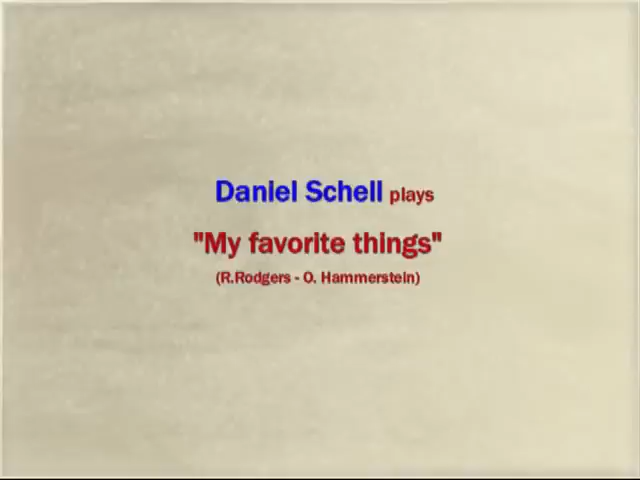 Daniel Schell plays
"My favorite things"
(R.Rodgers - O. Hammerstein)